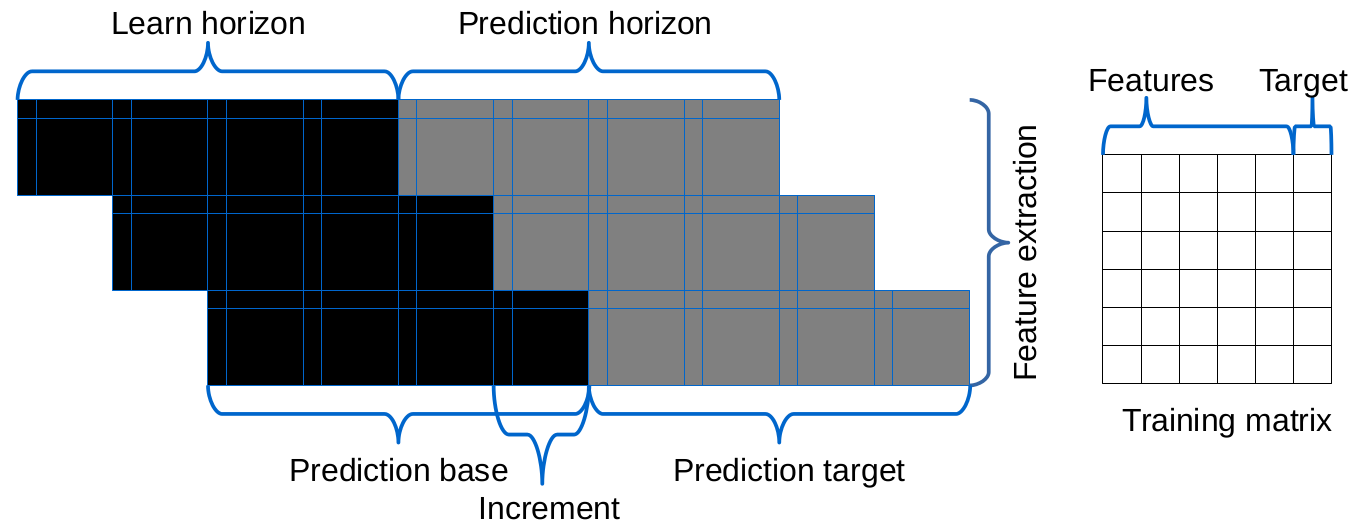 Learn horizon
Prediction horizon
Features
Target
Feature extraction
Training matrix
Prediction base
Prediction target
Increment